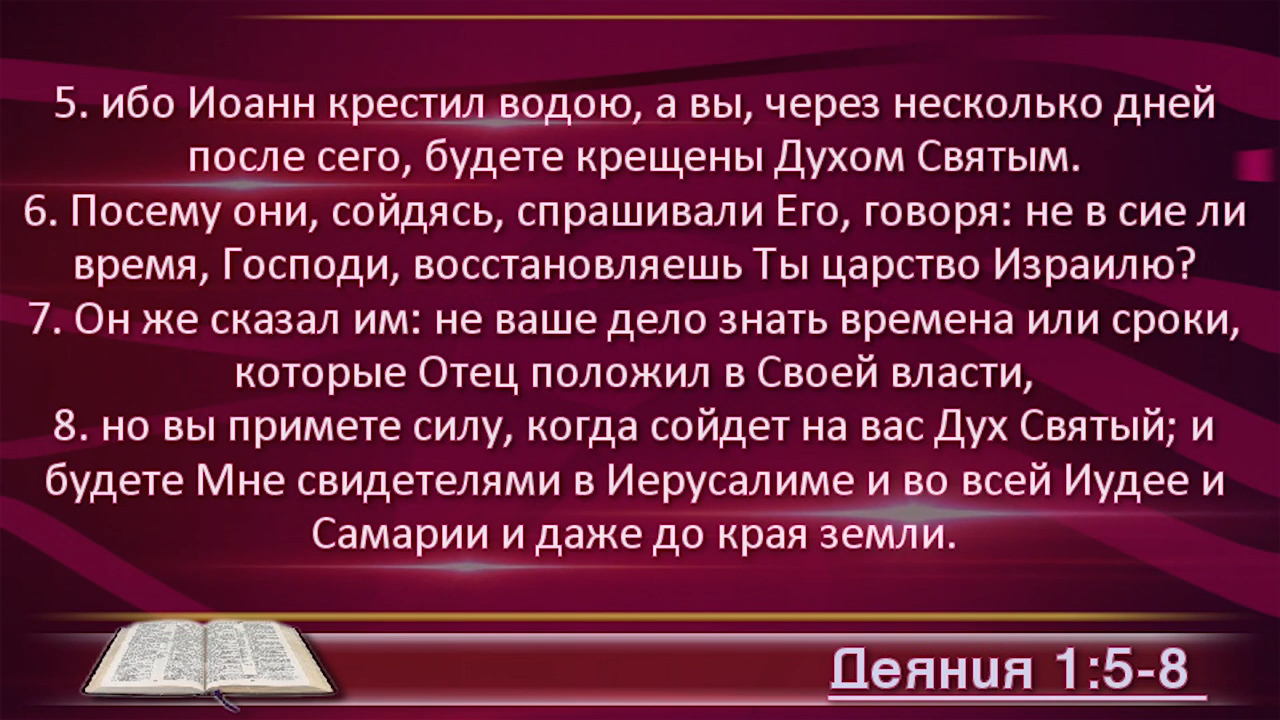 5. ибо Иоанн крестил водою, а вы, через несколько дней
после сего, будете крещены Духом Святым.
6. Посему они, сойдясь, спрашивали Его, говоря: не в сие ли
время, Господи, восстановляешь Ты царство Израилю?
7. Он же сказал им: не ваше дело знать времена или сроки,
которые Отец положил в Своей власти,
8. но вы примете силу, когда сойдет на вас Дух Святый; и
будете Мне свидетелями в Иерусалиме и во всей Иудее и
Самарии и даже до края земли.
Деяния 1:5-8